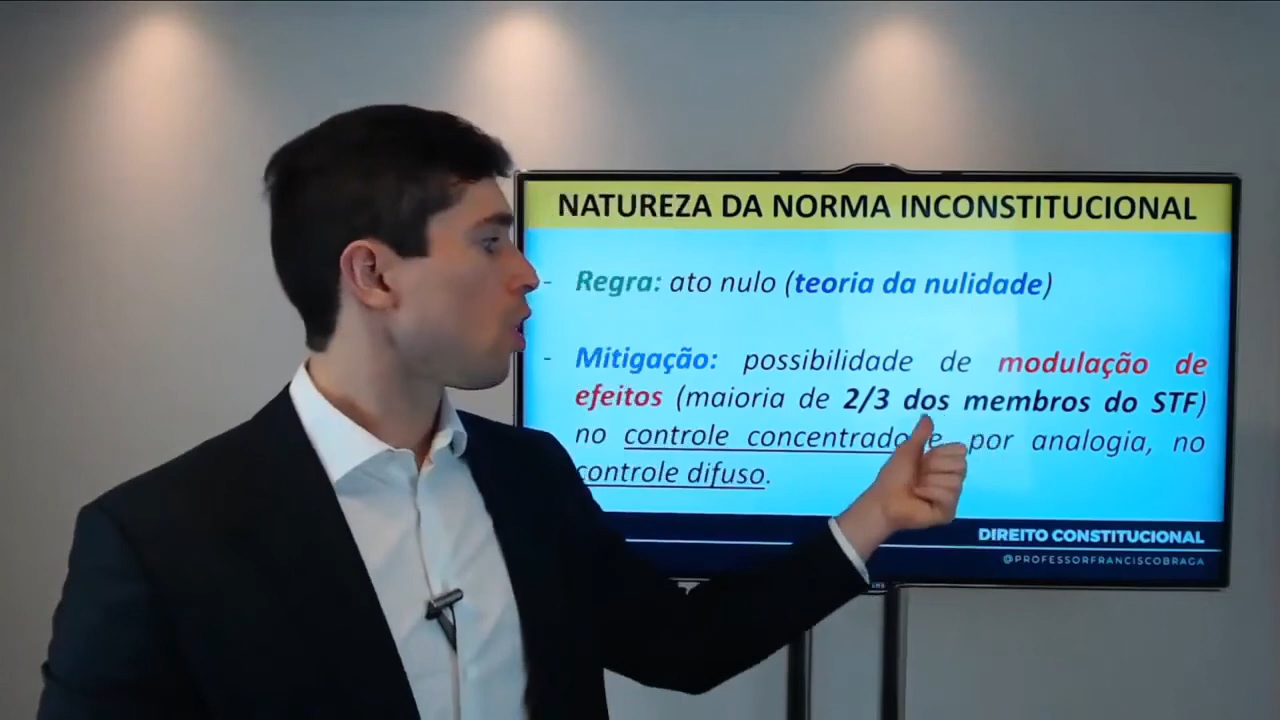 NATUREZA DA NORMA INCONSTITUCIONAL
- Regra: ato nulo (teoria da nulidade)
- Mitigação: possibilidade de modulação de
efeitos (maioria de 2/3 dos membros do STF)
no controle concentrado e, por analogia, no
controle difuso.
DIREITO CONSTITUCIONAL
@PROFESSORFRANCISCOBRAGA